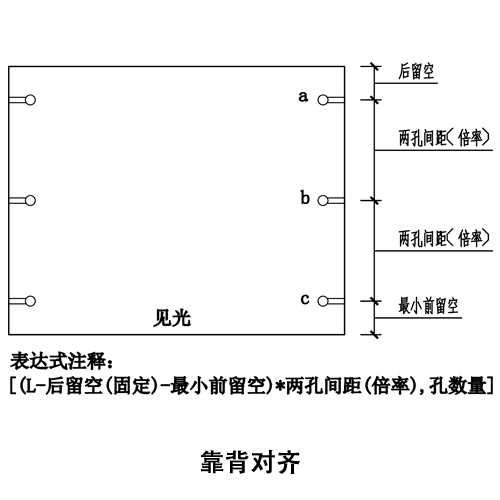 后留空
a
两孔间距(倍率)
b
两孔间距(倍率)
c
最小前留空
见光
表达式注释:
[(L-后留空(固定)-最小前留空)*两孔间距(倍率),孔数量]
靠背对齐